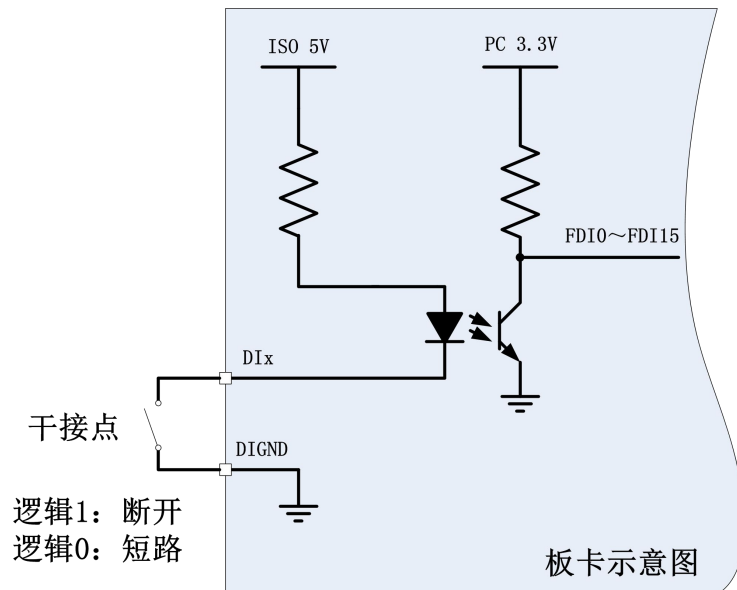 ISO 5V
PC 3.3V
FDI0～FDI15
DIx
干接点
DIGND
逻辑1：断开
逻辑0：短路
板卡示意图